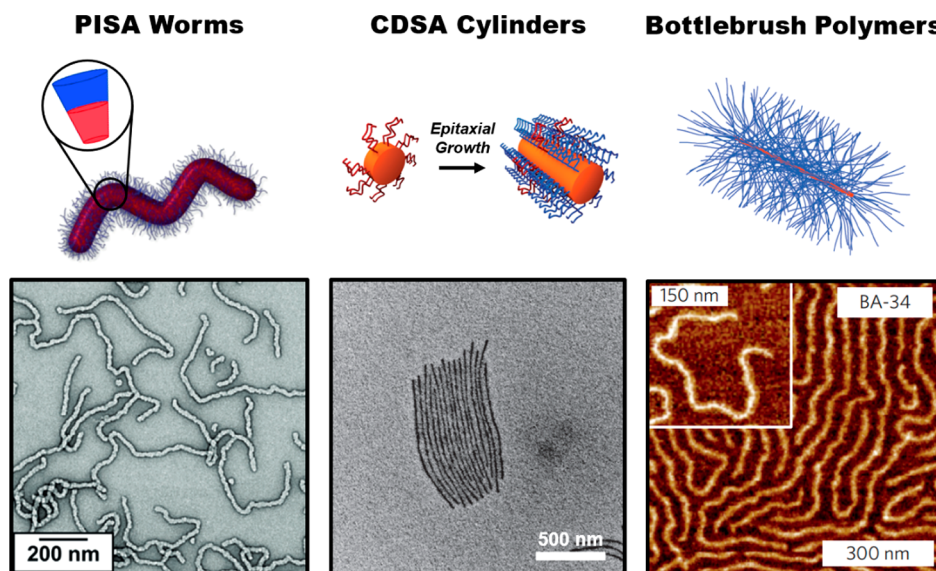 PISA Worms
CDSA Cylinders
Bottlebrush Polymers
Epitaxial
Growth
200 nm
500 nm
150 nm
BA-34
300 nm